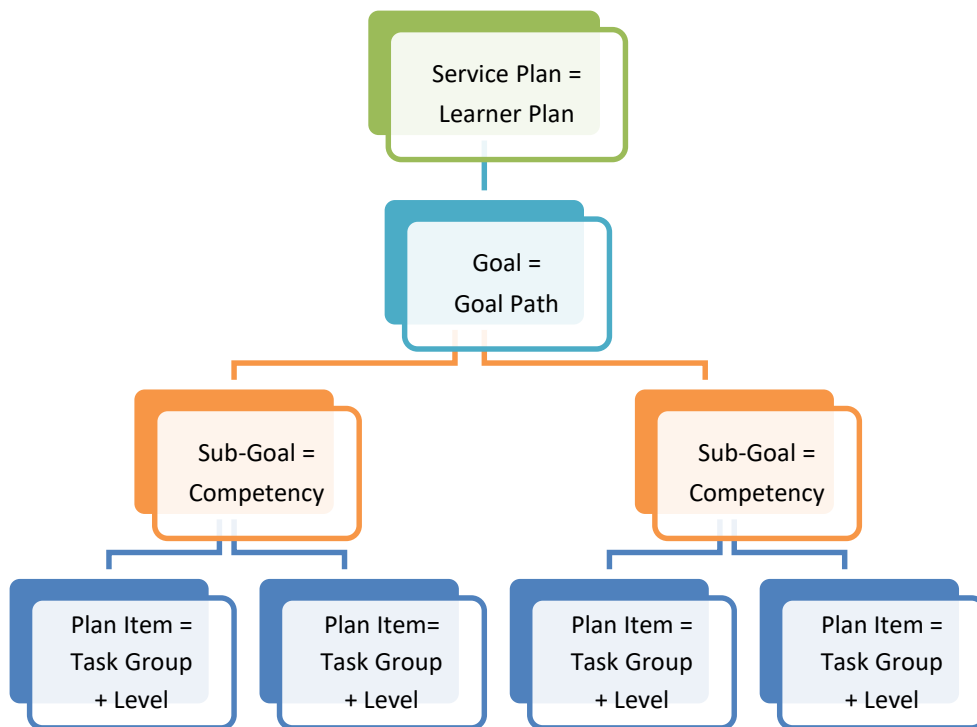 Service Plan =
Learner Plan
Goal =
Goal Path
Sub-Goal =
Competency
Sub-Goal =
Competency
Plan Item =
Task Group
+ Level
Plan Item=
Task Group
+ Level
Plan Item =
Task Group
+ Level
Plan Item =
Task Group
+ Level